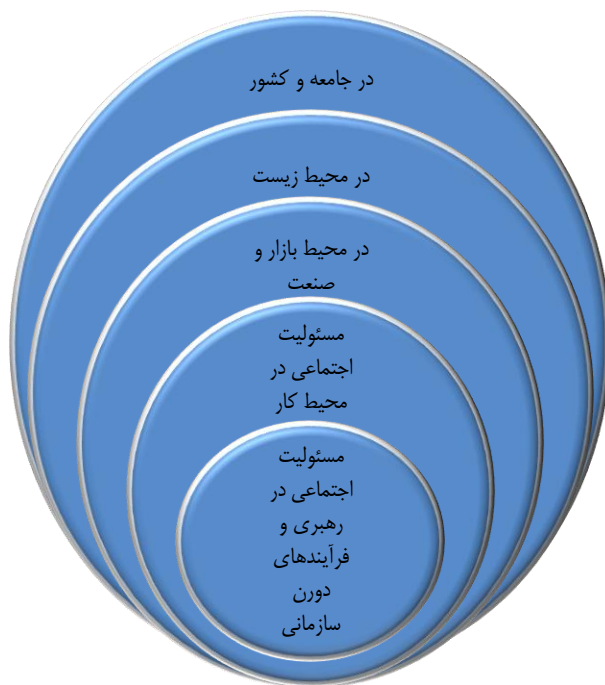 در جامعه و کشور
در محیط زیست
در محیط بازار و
صنعت
مسئولیت
اجتماعی در
محیط کار
مسئولیت
اجتماعی در
رهبری و
فرآیندهای
دورن
سازمانی